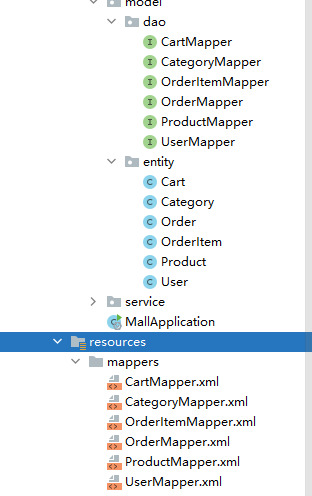 model
dao
CartMapper
CategoryMapper
OrderItemMapper
OrderMapper
ProductMapper
UserMapper
entity
Cart
Category
Order
OrderItem
Product
User
service
MallApplication
resources
mappers
CartMapper.xml
CategoryMapper.xml
OrderItemMapper.xml
OrderMapper.xml
ProductMapper.xml
UserMapper.xml